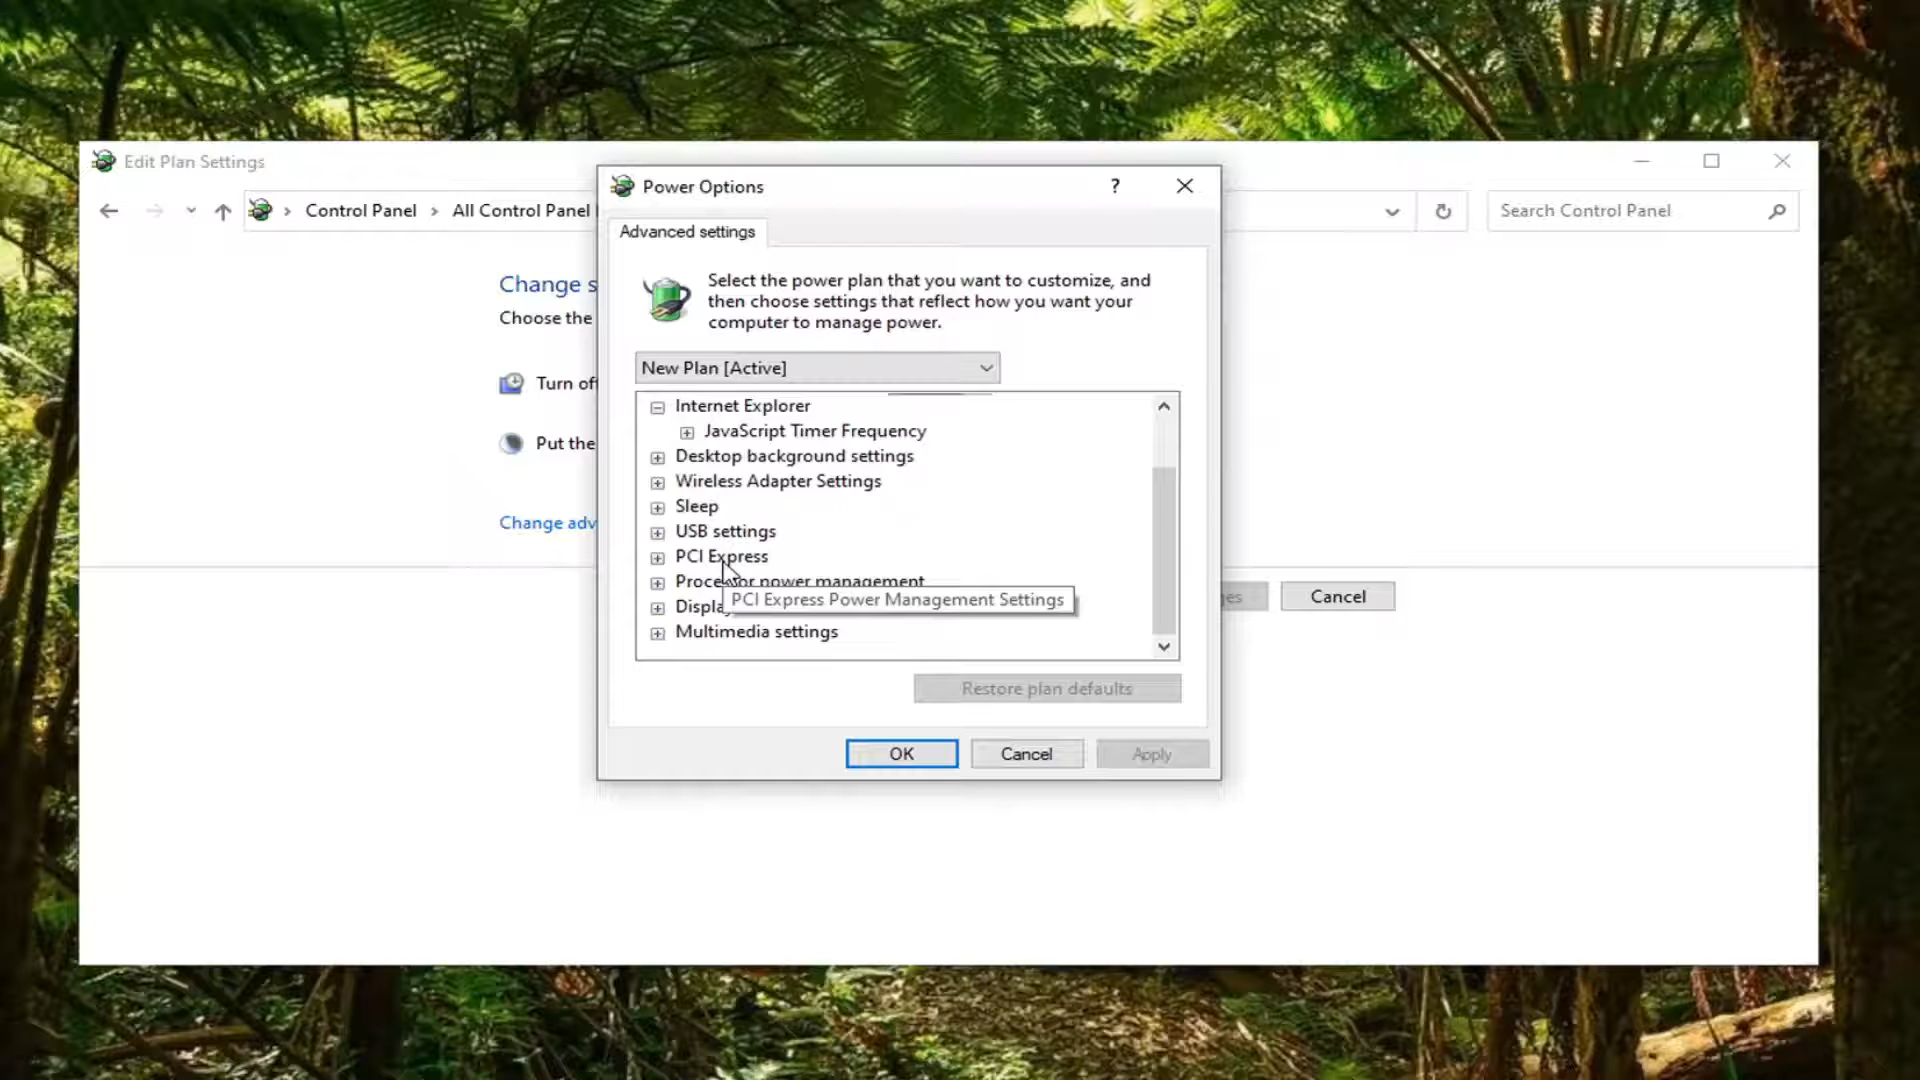 Edit Plan Settings
Control Panel
All Control Panel
Search Control Panel
Change s
Choose the
Turn of
Put the
Change adv
Cancel
Power Options
?
Advanced settings
Select the power plan that you want to customize, and
then choose settings that reflect how you want your
computer to manage power.
New Plan [Active]
Internet Explorer
JavaScript Timer Frequency
Desktop background settings
Wireless Adapter Settings
Sleep
USB settings
PCI Express
Processor power management
PCI Express Power Management Settings
Display
Multimedia settings
Restore plan defaults
OK
Cancel
Apply